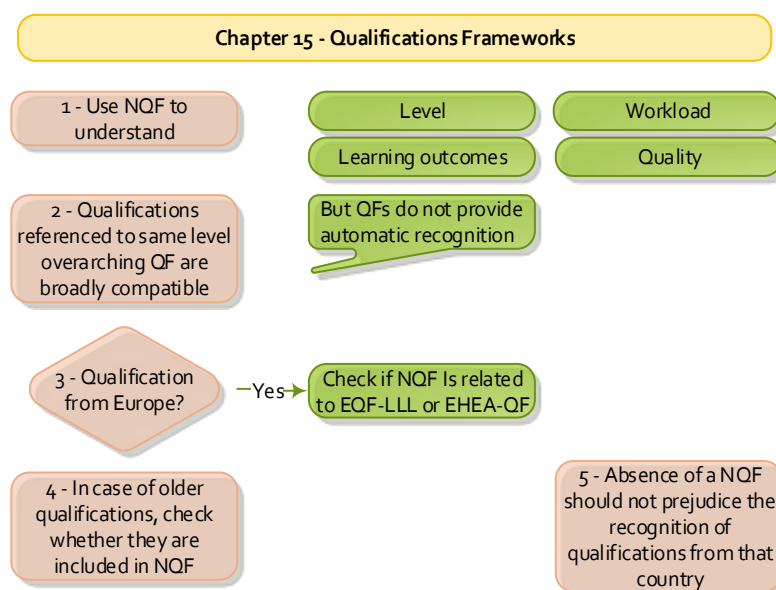 Chapter 15 - Qualifications Frameworks
1 - Use NQF to
understand
Level
Workload
Learning outcomes
Quality
2 - Qualifications
referenced to same level
overarching QF are
broadly compatible
But QFs do not provide
automatic recognition
3 - Qualification
from Europe?
Yes
Check if NQF Is related
to EQF-LLL or EHEA-QF
4 - In case of older
qualifications, check
whether they are
included in NQF
5 - Absence of a NQF
should not prejudice the
recognition of
qualifications from that
country